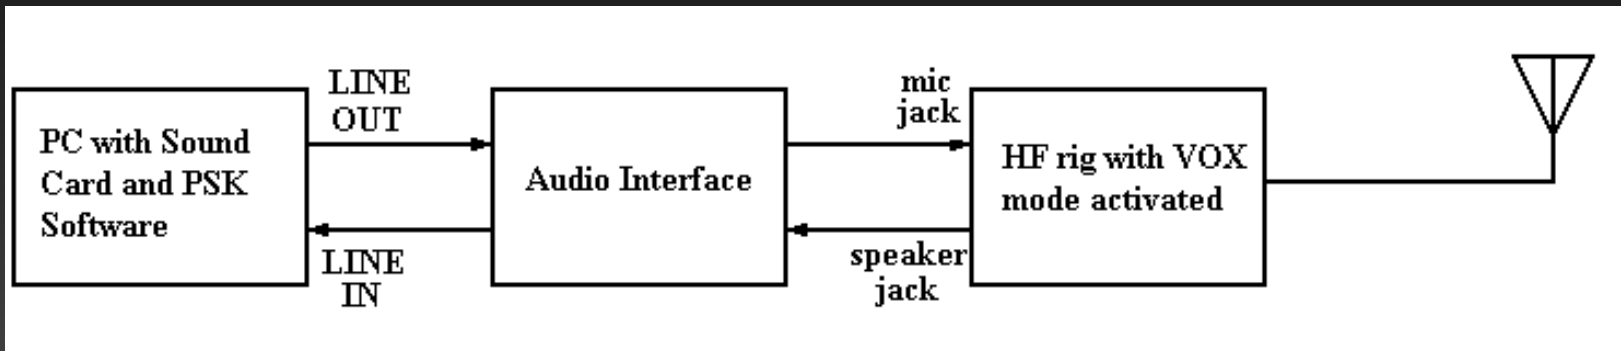 LINE
OUT
mic
jack
PC with Sound
Card and PSK
Software
Audio Interface
HF rig with VOX
mode activated
LINE
IN
speaker
jack